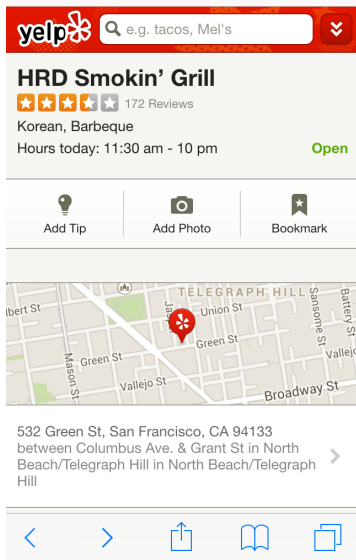 yelp
e.g. tacos, Mel's
HRD Smokin' Grill
172 Reviews
Korean, Barbeque
Hours today: 11:30 am - 10 pm
Open
Add Tip
Add Photo
Bookmark
TELEGRAPH HILL
Union St
Sansome St
Battery St
Green St
Mason St
Green St
Vallejo St
Broadway St
532 Green St, San Francisco, CA 94133
between Columbus Ave. & Grant St in North
Beach/Telegraph Hill in North Beach/Telegraph
Hill